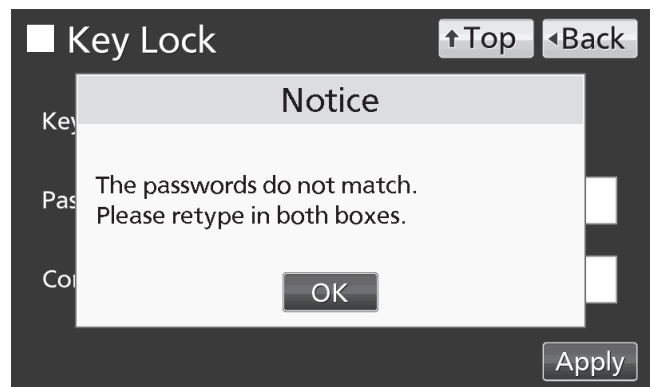 Key Lock
Top
Back
Notice
The passwords do not match.
Please retype in both boxes.
OK
Apply